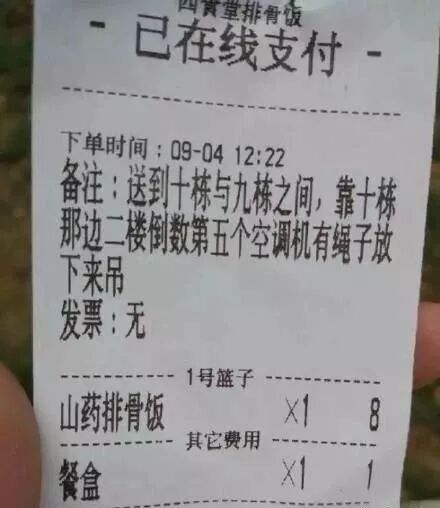 四食堂排骨饭
- 已在线支付 -
下单时间：09-04 12:22
备注：送到十栋与九栋之间，靠十栋
那边二楼倒数第五个空调机有绳子放
下来吊
发票：无
1号篮子
山药排骨饭 X1 8
其它费用
餐盒 X1 1